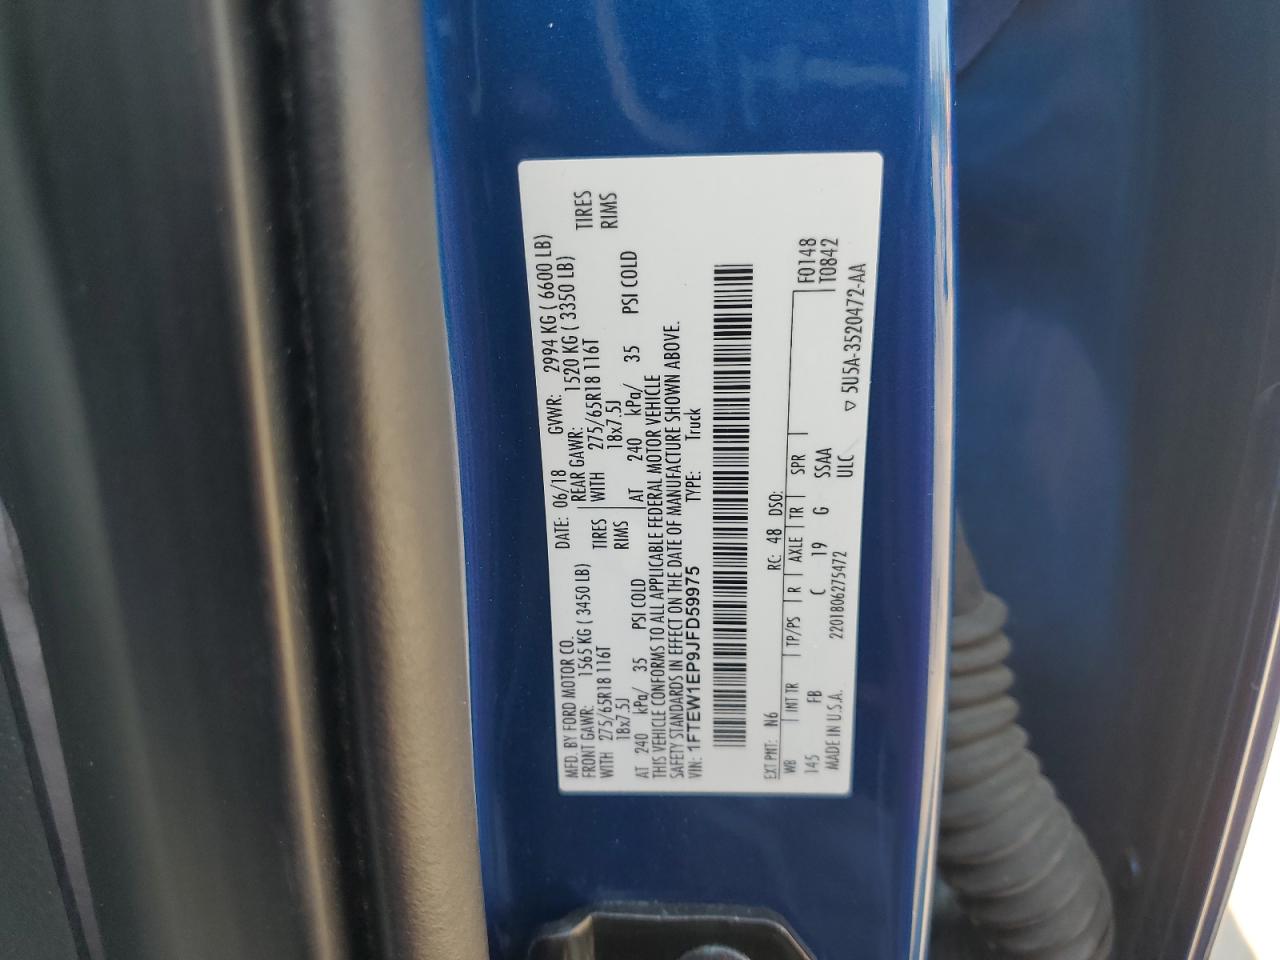 MFD. BY FORD MOTOR CO.
DATE: 06/18 GVWR: 2994 KG ( 6600 LB)
FRONT GAWR: 1565 KG ( 3450 LB) REAR GAWR: 1520 KG ( 3350 LB)
WITH 275/65R18 116T TIRES WITH 275/65R18 116T TIRES
18x7.5J RIMS 18x7.5J RIMS
AT 240 kPa/ 35 PSI COLD AT 240 kPa/ 35 PSI COLD
THIS VEHICLE CONFORMS TO ALL APPLICABLE FEDERAL MOTOR VEHICLE
SAFETY STANDARDS IN EFFECT ON THE DATE OF MANUFACTURE SHOWN ABOVE.
VIN: 1FTEW1EP9JFD59975 TYPE: Truck
EXT PNT: N6 RC: 48 DSO:
WB INT TR TP/PS R AXLE TR SPR F0148
145 FB C 19 G SSAA T0842
MADE IN U.S.A. 2201806275472 ULC ▽ 5U5A-3520472-AA